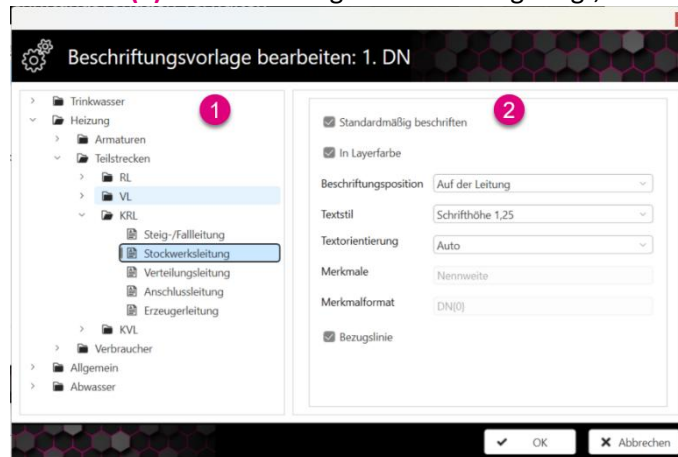 Beschriftungsvorlage bearbeiten: 1. DN
Trinkwasser
Heizung
Armaturen
Teilstrecken
RL
VL
KRL
Steig-/Fallleitung
Stockwerksleitung
Verteilungsleitung
Anschlussleitung
Erzeugerleitung
KVL
Verbraucher
Allgemein
Abwasser
1
2
Standardmäßig beschriften
In Layerfarbe
Beschriftungsposition Auf der Leitung
Textstil Schrifthöhe 1,25
Textorientierung Auto
Merkmale Nennweite
Merkmalformat DN{0}
Bezugslinie
OK Abbrechen